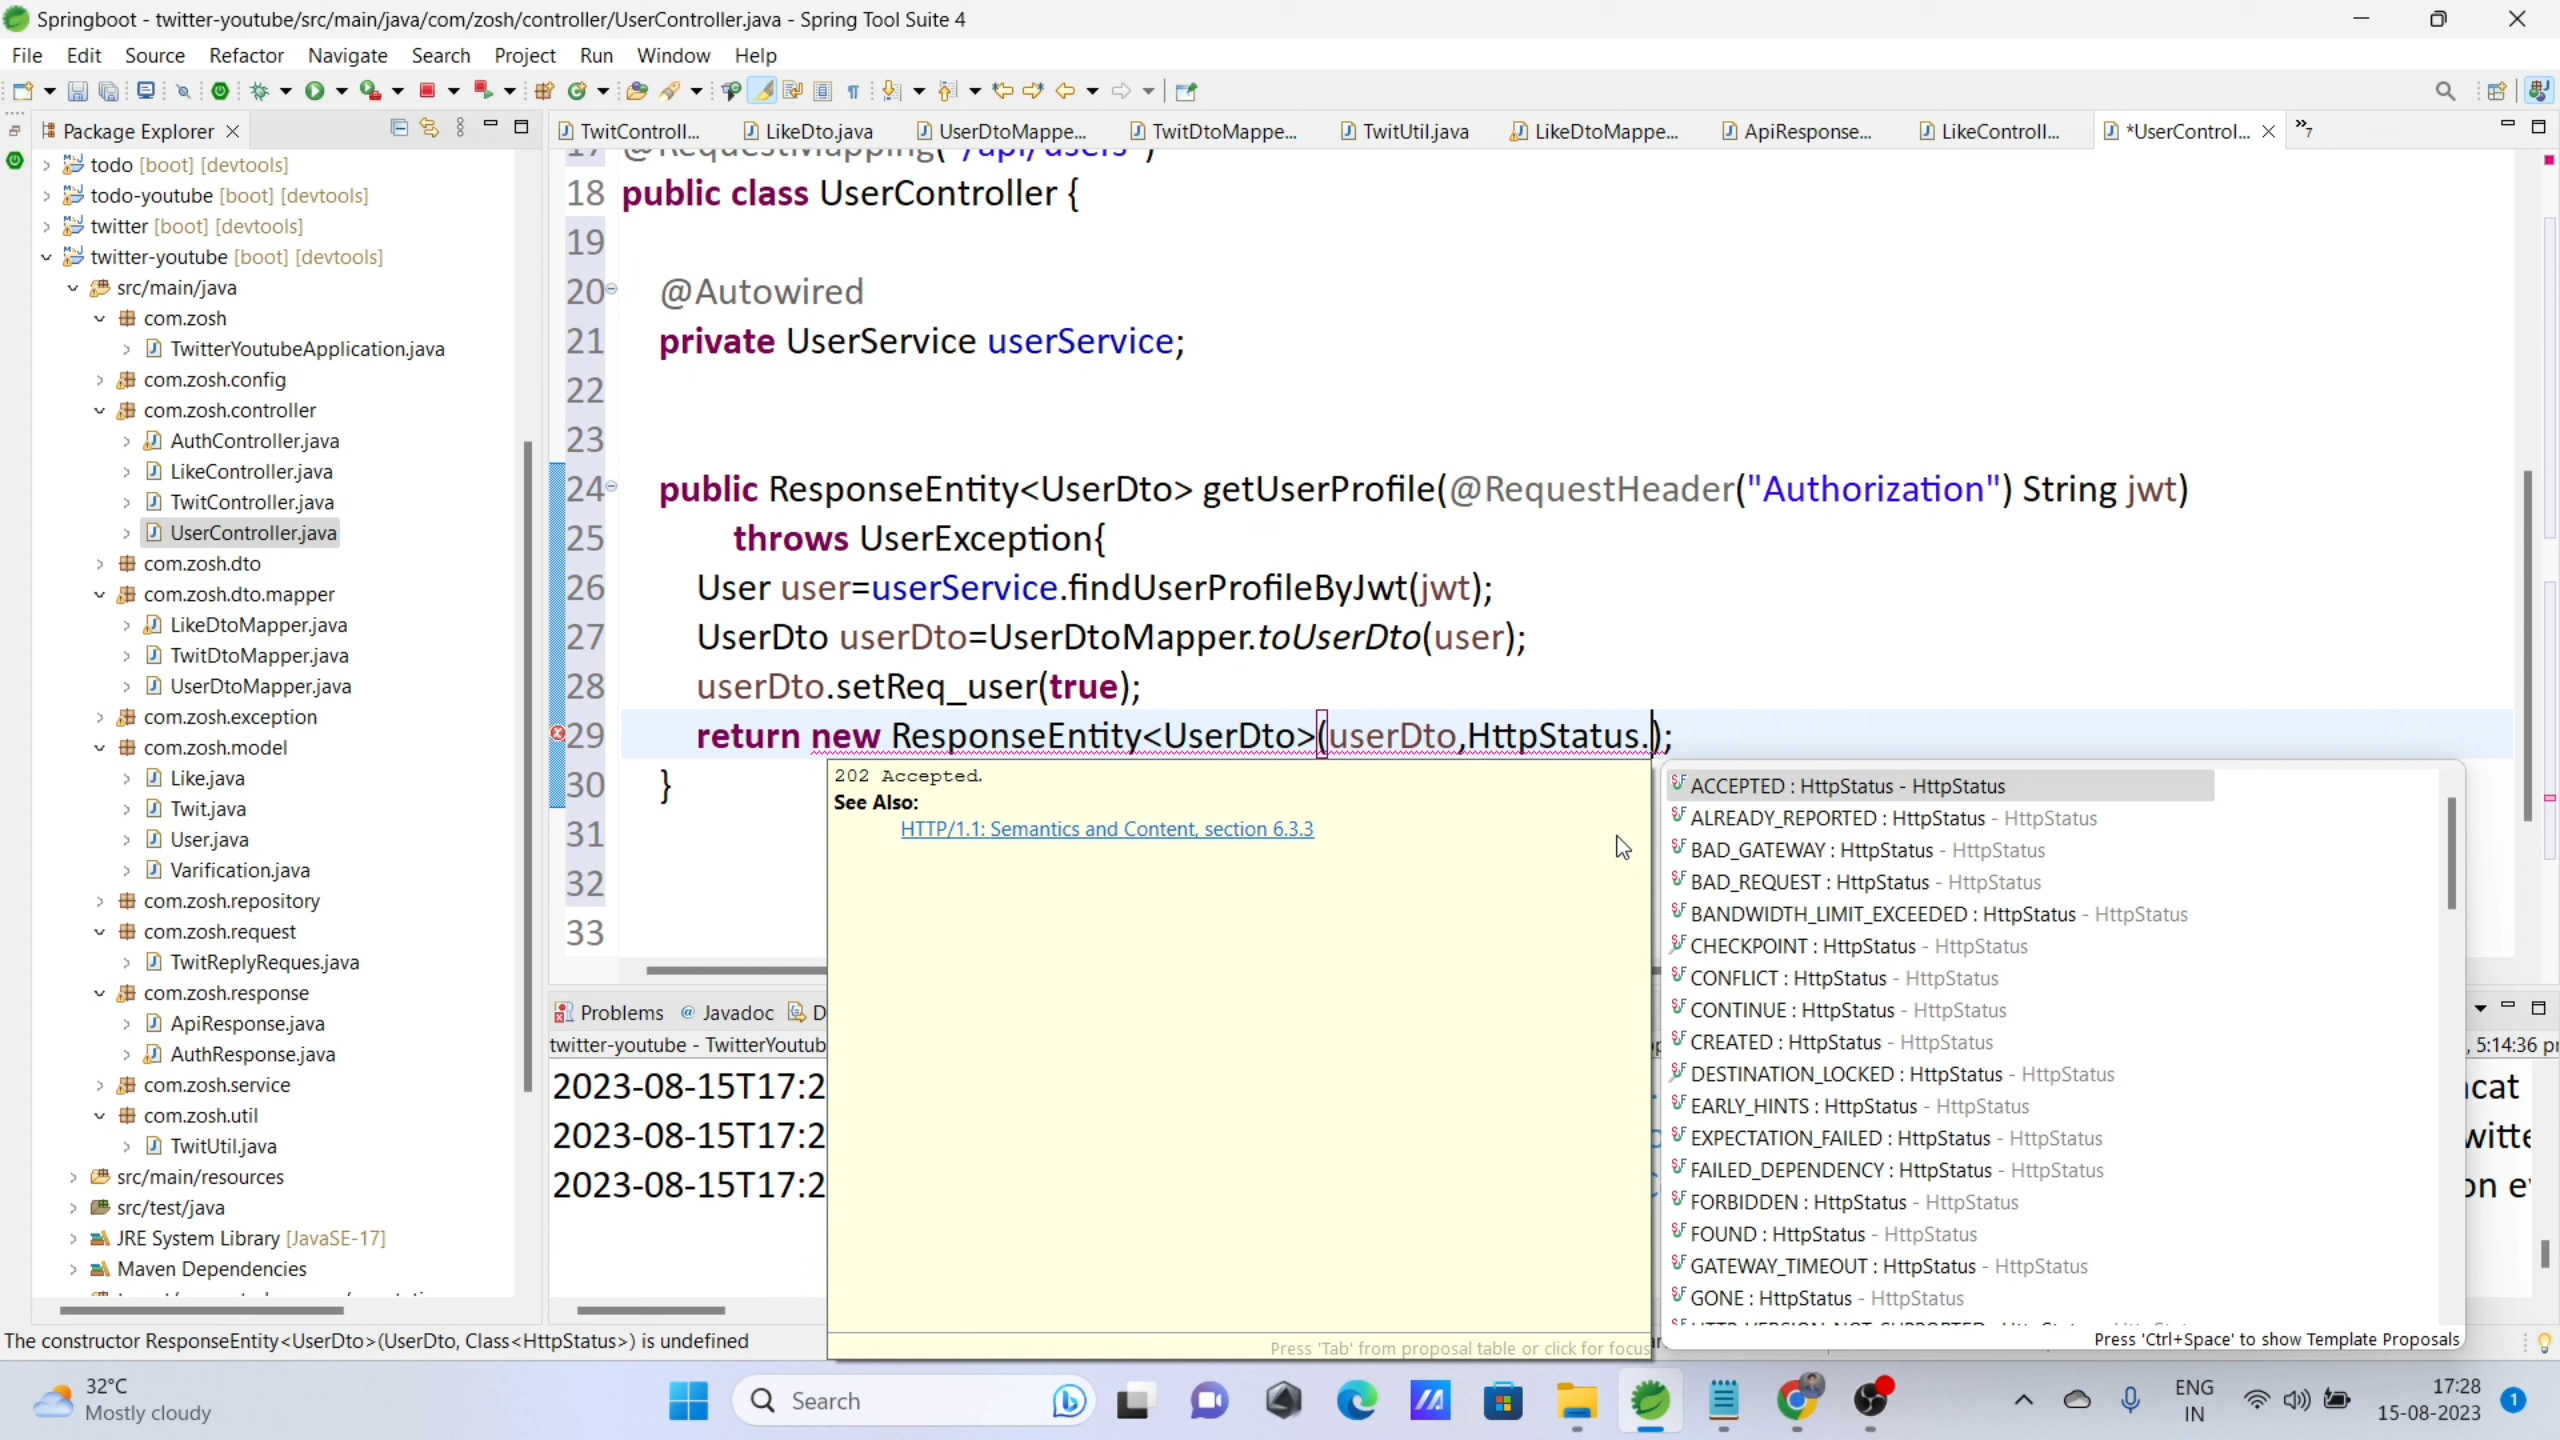 Springboot - twitter-youtube/src/main/java/com/zosh/controller/UserController.java - Spring Tool Suite 4
File Edit Source Refactor Navigate Search Project Run Window Help
Package Explorer
todo [boot] [devtools]
todo-youtube [boot] [devtools]
twitter [boot] [devtools]
twitter-youtube [boot] [devtools]
src/main/java
com.zosh
TwitterYoutubeApplication.java
com.zosh.config
com.zosh.controller
AuthController.java
LikeController.java
TwitController.java
UserController.java
com.zosh.dto
com.zosh.dto.mapper
LikeDtoMapper.java
TwitDtoMapper.java
UserDtoMapper.java
com.zosh.exception
com.zosh.model
Like.java
Twit.java
User.java
Varification.java
com.zosh.repository
com.zosh.request
TwitReplyReques.java
com.zosh.response
ApiResponse.java
AuthResponse.java
com.zosh.service
com.zosh.util
TwitUtil.java
src/main/resources
src/test/java
JRE System Library [JavaSE-17]
Maven Dependencies
TwitControll... LikeDto.java UserDtoMappe... TwitDtoMappe... TwitUtil.java LikeDtoMappe... ApiResponse... LikeControll... *UserControl... »7
17 @RequestMapping("/api/users")
18 public class UserController {
19
20 @Autowired
21 private UserService userService;
22
23
24 public ResponseEntity<UserDto> getUserProfile(@RequestHeader("Authorization") String jwt)
25 throws UserException{
26 User user=userService.findUserProfileByJwt(jwt);
27 UserDto userDto=UserDtoMapper.toUserDto(user);
28 userDto.setReq_user(true);
29 return new ResponseEntity<UserDto>(userDto,HttpStatus.);
30 }
31
32
33
202 Accepted.
See Also:
HTTP/1.1: Semantics and Content, section 6.3.3
Press 'Tab' from proposal table or click for focus
ACCEPTED : HttpStatus - HttpStatus
ALREADY_REPORTED : HttpStatus - HttpStatus
BAD_GATEWAY : HttpStatus - HttpStatus
BAD_REQUEST : HttpStatus - HttpStatus
BANDWIDTH_LIMIT_EXCEEDED : HttpStatus - HttpStatus
CHECKPOINT : HttpStatus - HttpStatus
CONFLICT : HttpStatus - HttpStatus
CONTINUE : HttpStatus - HttpStatus
CREATED : HttpStatus - HttpStatus
DESTINATION_LOCKED : HttpStatus - HttpStatus
EARLY_HINTS : HttpStatus - HttpStatus
EXPECTATION_FAILED : HttpStatus - HttpStatus
FAILED_DEPENDENCY : HttpStatus - HttpStatus
FORBIDDEN : HttpStatus - HttpStatus
FOUND : HttpStatus - HttpStatus
GATEWAY_TIMEOUT : HttpStatus - HttpStatus
GONE : HttpStatus - HttpStatus
Press 'Ctrl+Space' to show Template Proposals
Problems @ Javadoc D
twitter-youtube - TwitterYoutub , 5:14:36 p
2023-08-15T17:2 cat
2023-08-15T17:2 witte
2023-08-15T17:2 on e
The constructor ResponseEntity<UserDto>(UserDto, Class<HttpStatus>) is undefined
32°C
Mostly cloudy
Search
ENG
IN
17:28
15-08-2023
1